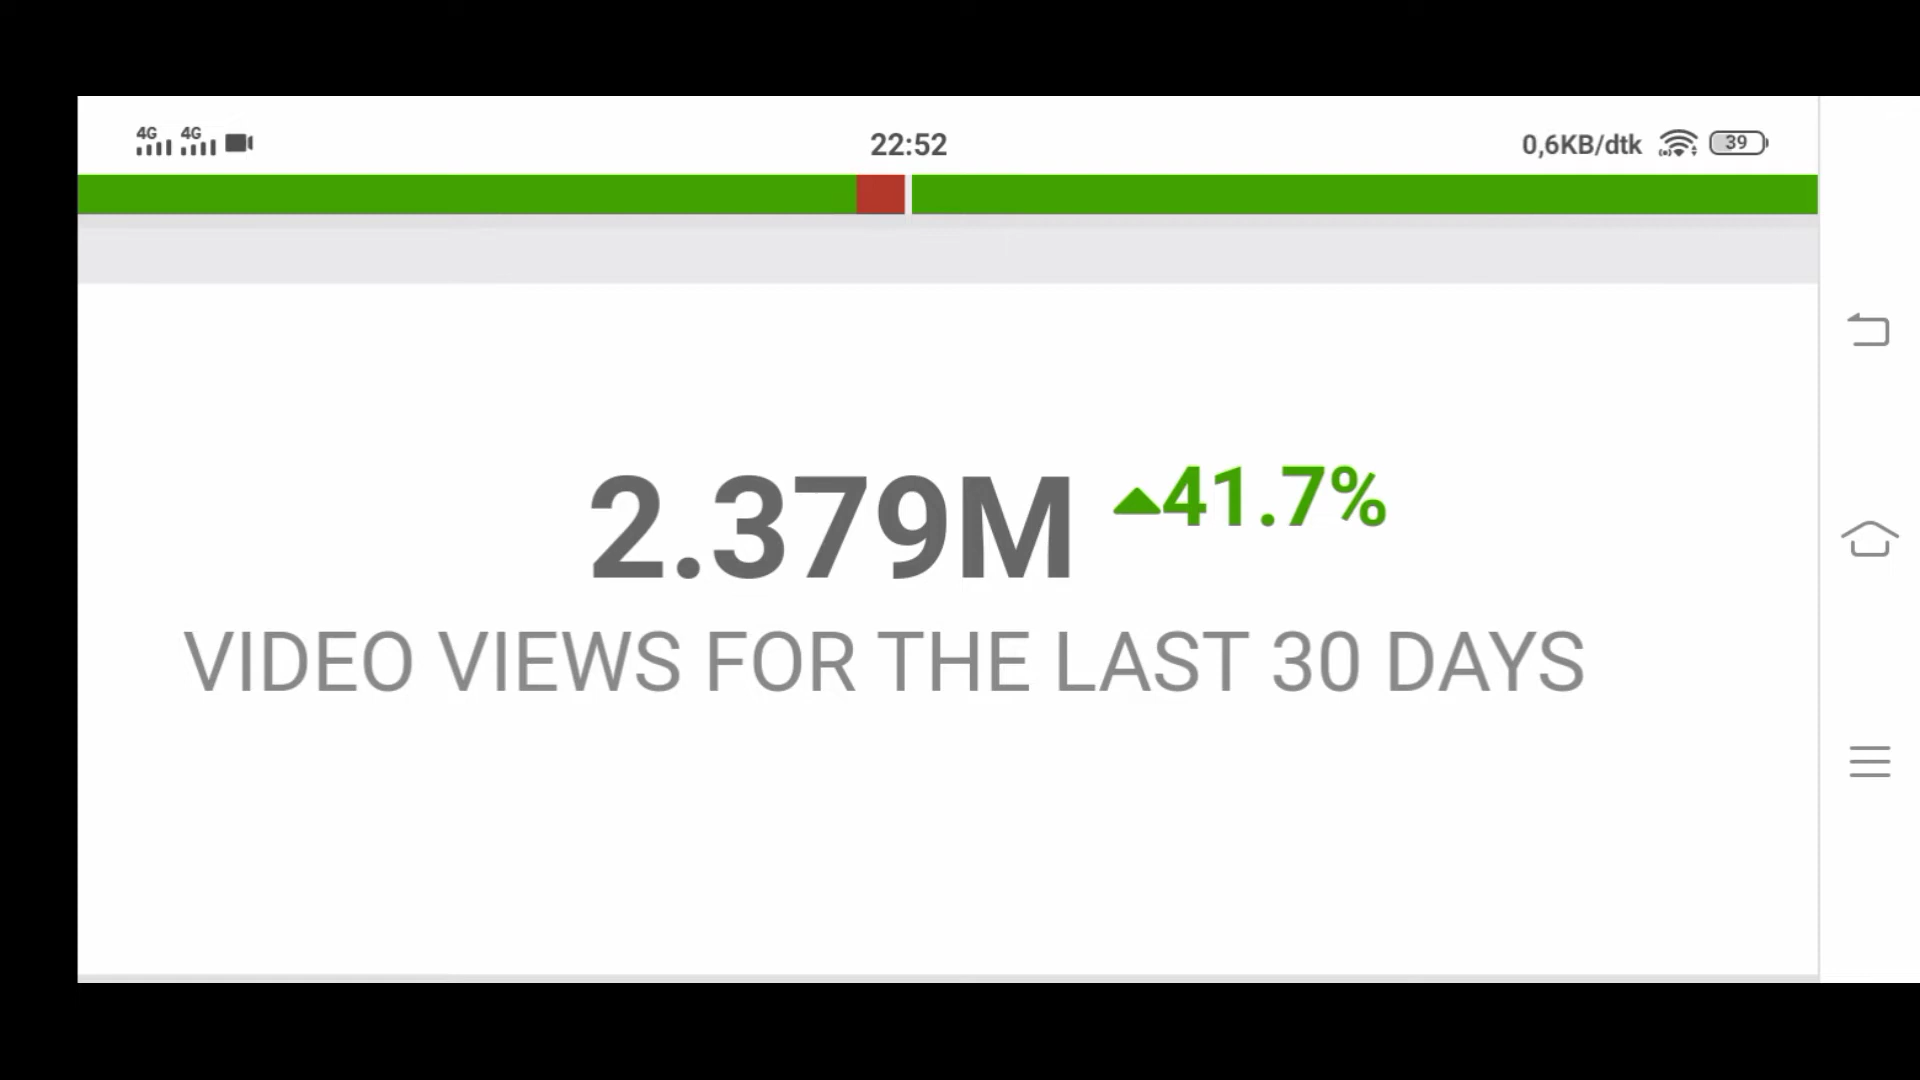 4G 4G 22:52 0,6KB/dtk 39
2.379M 41.7%
VIDEO VIEWS FOR THE LAST 30 DAYS